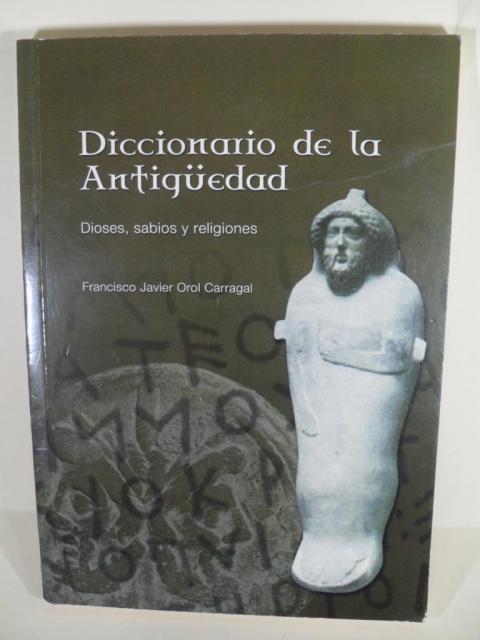 Diccionario de la
Antigüedad
Dioses, sabios y religiones
Francisco Javier Orol Carragal